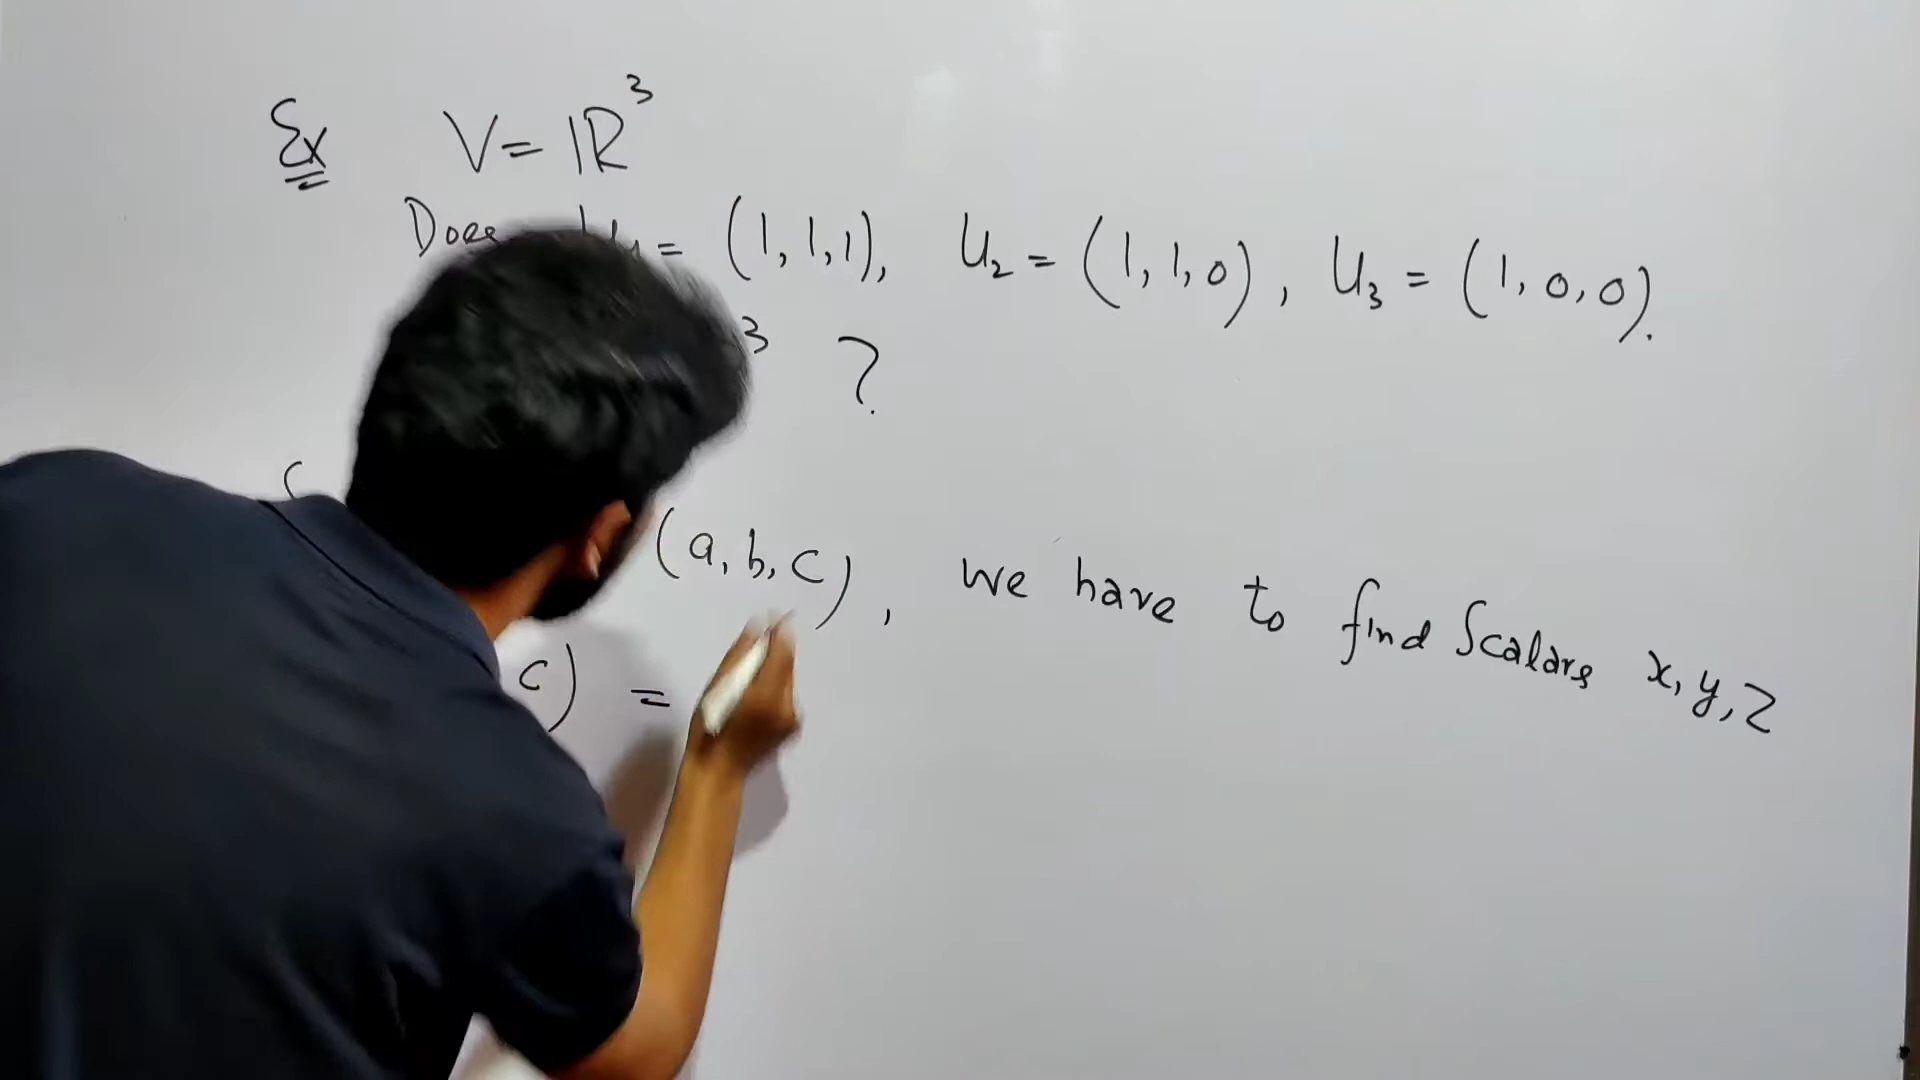 Ex V = ℝ³
Does U₁ = (1, 1, 1), U₂ = (1, 1, 0), U₃ = (1, 0, 0).
3 ?
(a, b, c), we have to find Scalars x, y, z
c) =